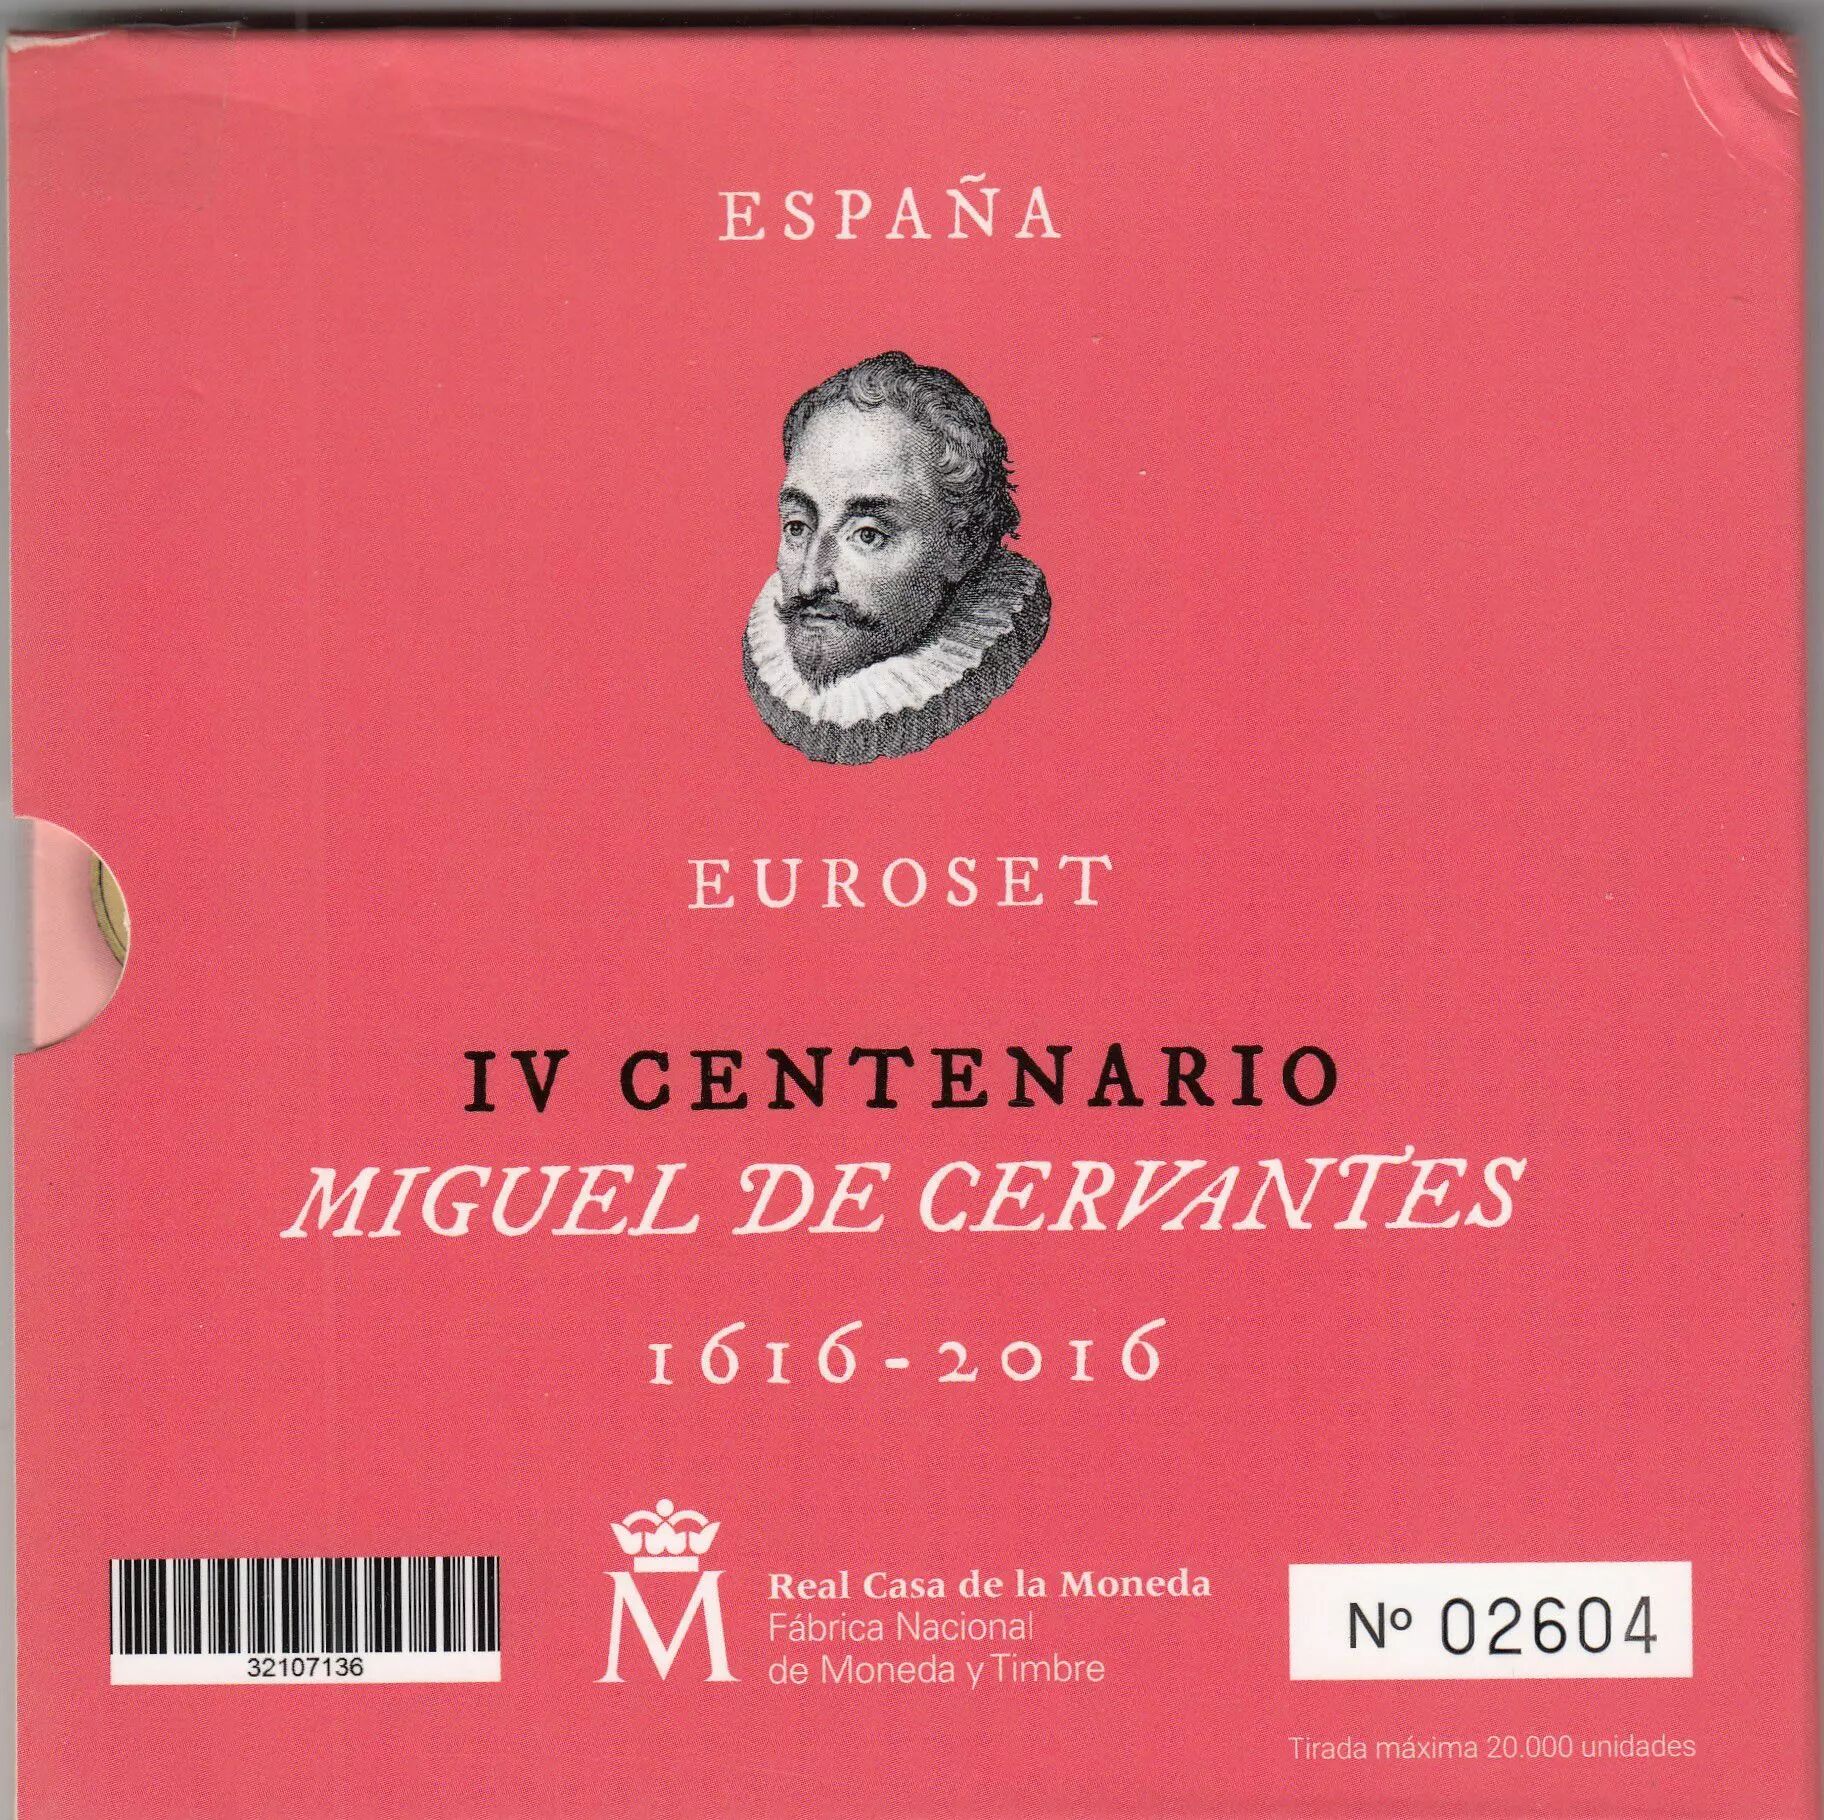 ESPAÑA
EUROSET
IV CENTENARIO
MIGUEL DE CERVANTES
1616-2016
32107136
M
Real Casa de la Moneda
Fábrica Nacional
de Moneda y Timbre
Nº 02604
Tirada máxima 20.000 unidades